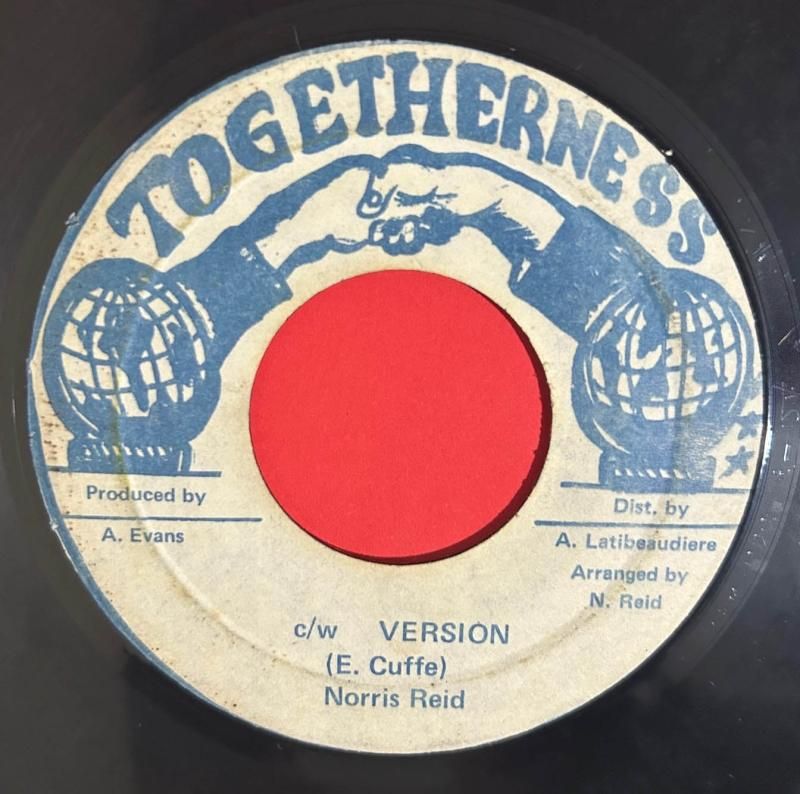 TOGETHERNESS
Produced by
A. Evans
Dist. by
A. Latibeaudiere
Arranged by
N. Reid
c/w VERSION
(E. Cuffe)
Norris Reid